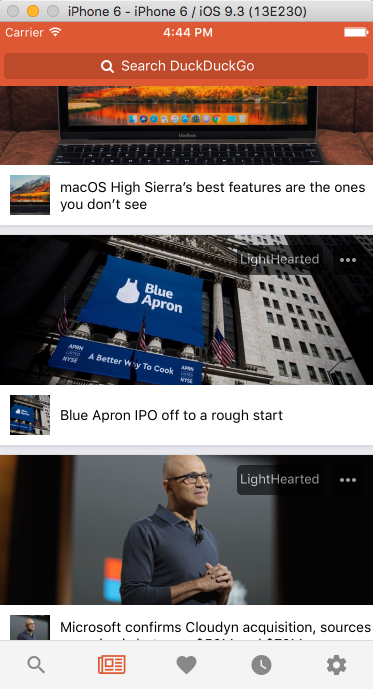 iPhone 6 - iPhone 6 / iOS 9.3 (13E230)
Carrier 4:44 PM
Search DuckDuckGo
MacBook
macOS High Sierra’s best features are the ones
you don’t see
LightHearted
Blue
Apron
APRN
LISTED
NYSE
A Better Way To Cook
APRN
LISTED
NYSE
Blue Apron IPO off to a rough start
LightHearted
Microsoft confirms Cloudyn acquisition, sources